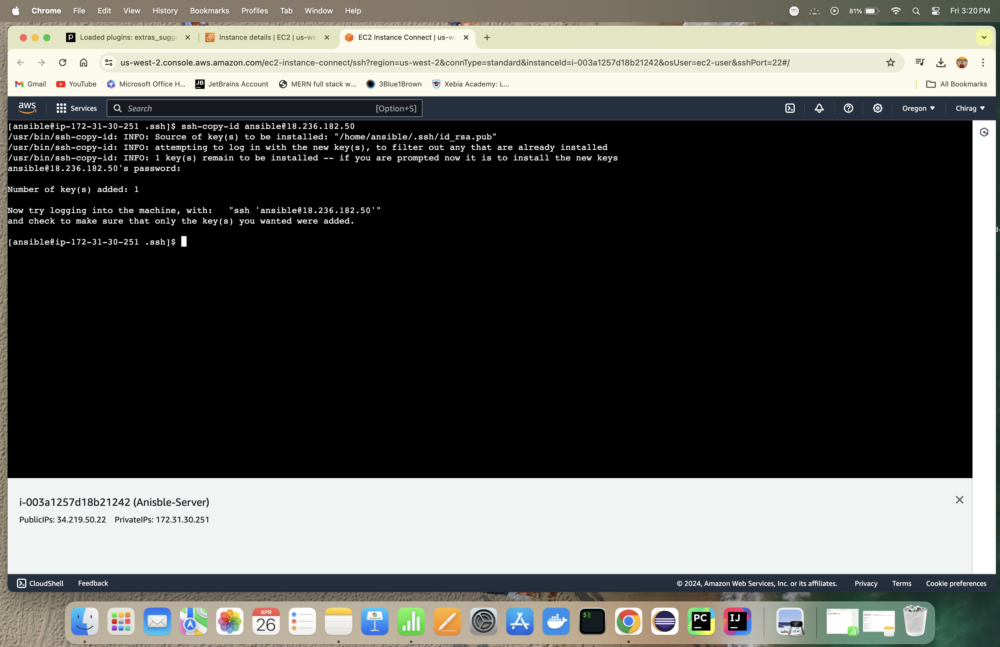 Chrome File Edit View History Bookmarks Profiles Tab Window Help 81% Fri 3:20 PM
Loaded plugins: extras_sugge Instance details | EC2 | us-we EC2 Instance Connect | us-we
us-west-2.console.aws.amazon.com/ec2-instance-connect/ssh?region=us-west-2&connType=standard&instanceId=i-003a1257d18b21242&osUser=ec2-user&sshPort=22#/
Gmail YouTube Microsoft Office H... JetBrains Account MERN full stack w... 3Blue1Brown Xebia Academy: L... All Bookmarks
aws Services Search [Option+S] Oregon Chirag
[ansible@ip-172-31-30-251 .ssh]$ ssh-copy-id ansible@18.236.182.50
/usr/bin/ssh-copy-id: INFO: Source of key(s) to be installed: "/home/ansible/.ssh/id_rsa.pub"
/usr/bin/ssh-copy-id: INFO: attempting to log in with the new key(s), to filter out any that are already installed
/usr/bin/ssh-copy-id: INFO: 1 key(s) remain to be installed -- if you are prompted now it is to install the new keys
ansible@18.236.182.50's password:
Number of key(s) added: 1
Now try logging into the machine, with:   "ssh 'ansible@18.236.182.50'"
and check to make sure that only the key(s) you wanted were added.
[ansible@ip-172-31-30-251 .ssh]$
i-003a1257d18b21242 (Anisble-Server)
PublicIPs: 34.219.50.22 PrivateIPs: 172.31.30.251
CloudShell Feedback © 2024, Amazon Web Services, Inc. or its affiliates. Privacy Terms Cookie preferences
APR
26
$
PC
IJ